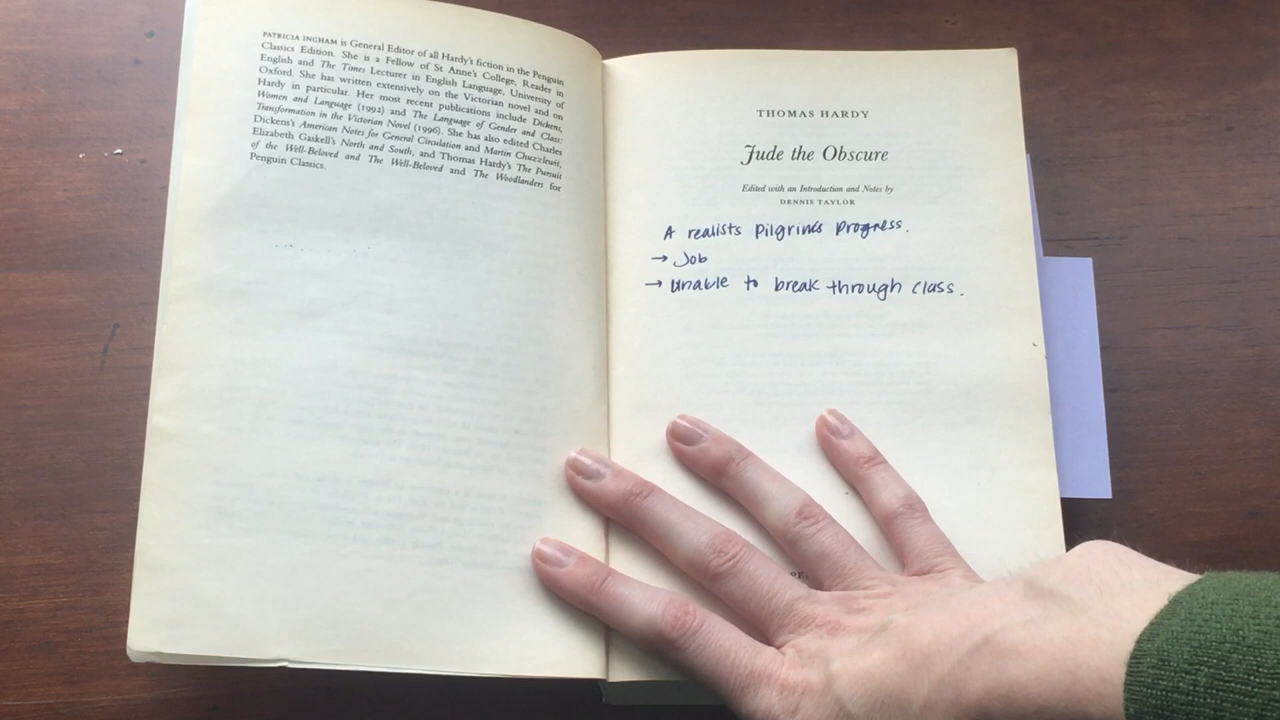 PATRICIA INGHAM is General Editor of all Hardy's fiction in the Penguin
Classics Edition. She is a Fellow of St Anne's College, Reader in
English and The Times Lecturer in English Language, University of
Oxford. She has written extensively on the Victorian novel and on
Hardy in particular. Her most recent publications include Dickens,
Women and Language (1992) and The Language of Gender and Class:
Transformation in the Victorian Novel (1996). She has also edited Charles
Dickens's American Notes for General Circulation and Martin Chuzzlewit,
Elizabeth Gaskell's North and South, and Thomas Hardy's The Pursuit
of the Well-Beloved and The Well-Beloved and The Woodlanders for
Penguin Classics.
THOMAS HARDY
Jude the Obscure
Edited with an Introduction and Notes by
DENNIS TAYLOR
A realists Pilgrim's Progress.
→ Job
→ Unable to break through class.